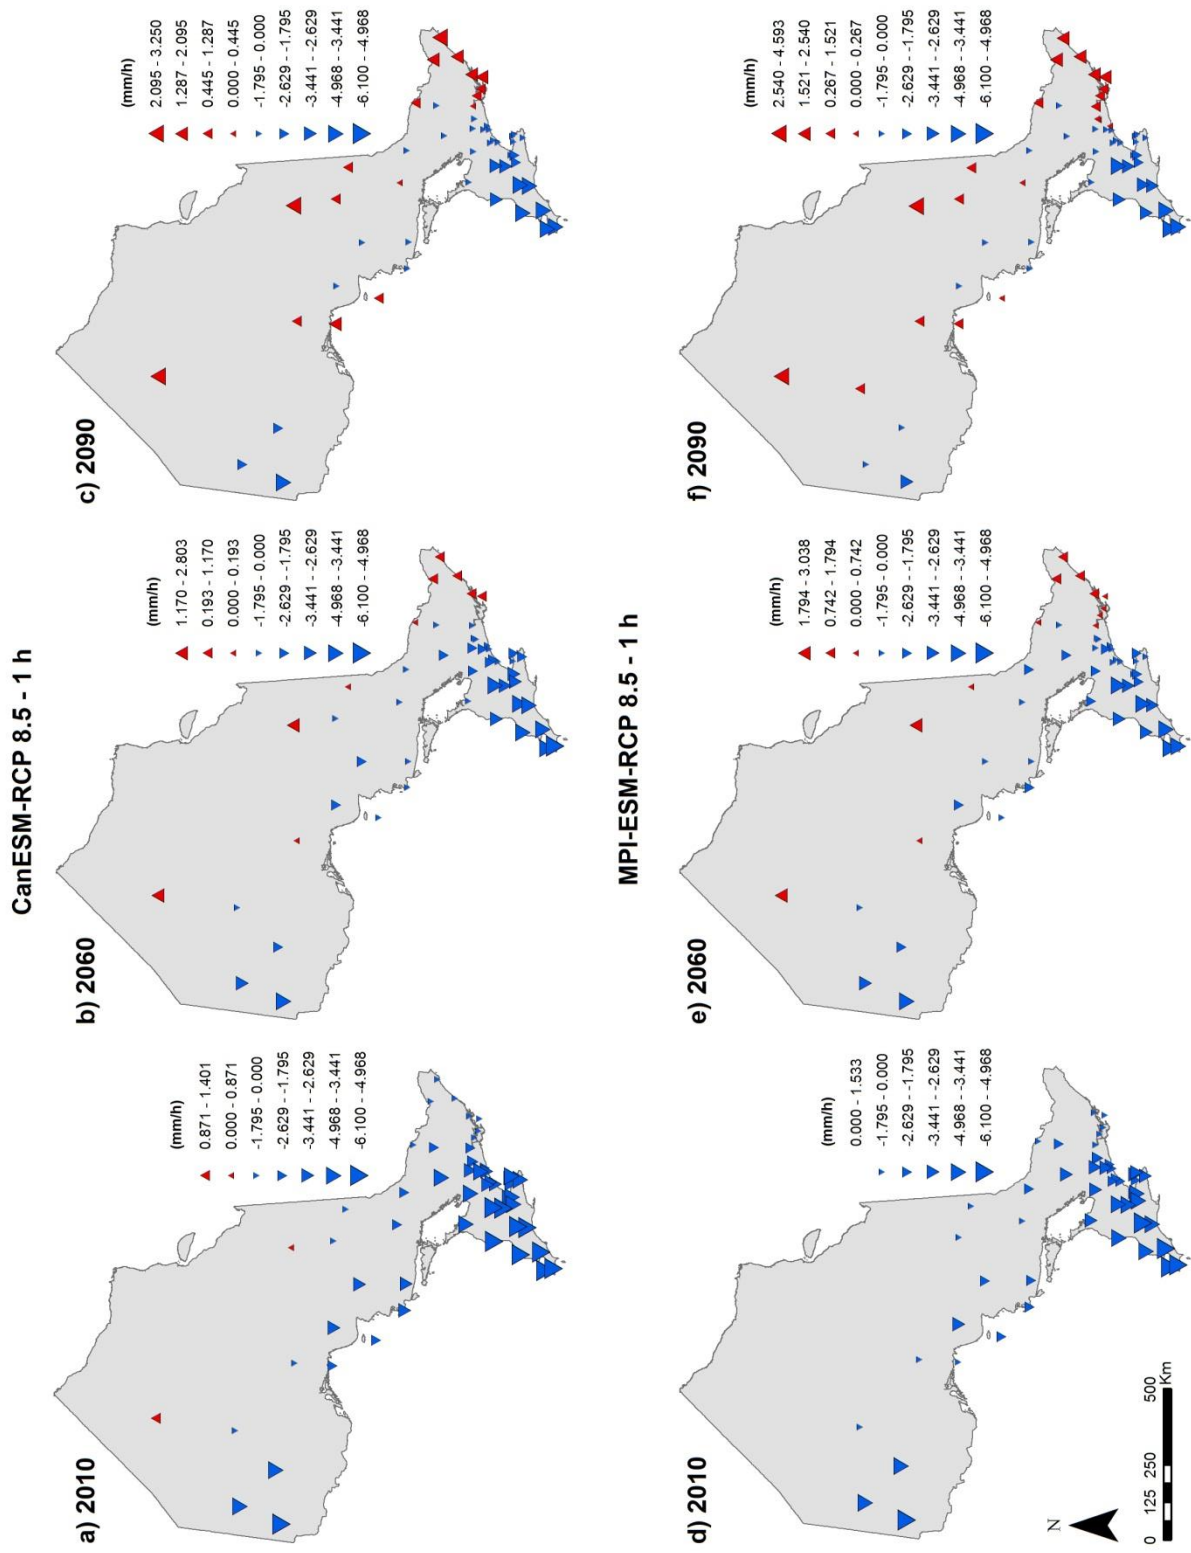 CanESM-RCP 8.5 - 1 h
a) 2010
(mm/h)
0.871 - 1.401
0.000 - 0.871
-1.795 - 0.000
-2.629 - -1.795
-3.441 - -2.629
-4.968 - -3.441
-6.100 - -4.968
b) 2060
(mm/h)
1.170 - 2.803
0.193 - 1.170
0.000 - 0.193
-1.795 - 0.000
-2.629 - -1.795
-3.441 - -2.629
-4.968 - -3.441
-6.100 - -4.968
c) 2090
(mm/h)
2.095 - 3.250
1.287 - 2.095
0.445 - 1.287
0.000 - 0.445
-1.795 - 0.000
-2.629 - -1.795
-3.441 - -2.629
-4.968 - -3.441
-6.100 - -4.968
MPI-ESM-RCP 8.5 - 1 h
d) 2010
(mm/h)
0.000 - 1.533
-1.795 - 0.000
-2.629 - -1.795
-3.441 - -2.629
-4.968 - -3.441
-6.100 - -4.968
e) 2060
(mm/h)
1.794 - 3.038
0.742 - 1.794
0.000 - 0.742
-1.795 - 0.000
-2.629 - -1.795
-3.441 - -2.629
-4.968 - -3.441
-6.100 - -4.968
f) 2090
(mm/h)
2.540 - 4.593
1.521 - 2.540
0.267 - 1.521
0.000 - 0.267
-1.795 - 0.000
-2.629 - -1.795
-3.441 - -2.629
-4.968 - -3.441
-6.100 - -4.968
N
0 125 250 500
Km